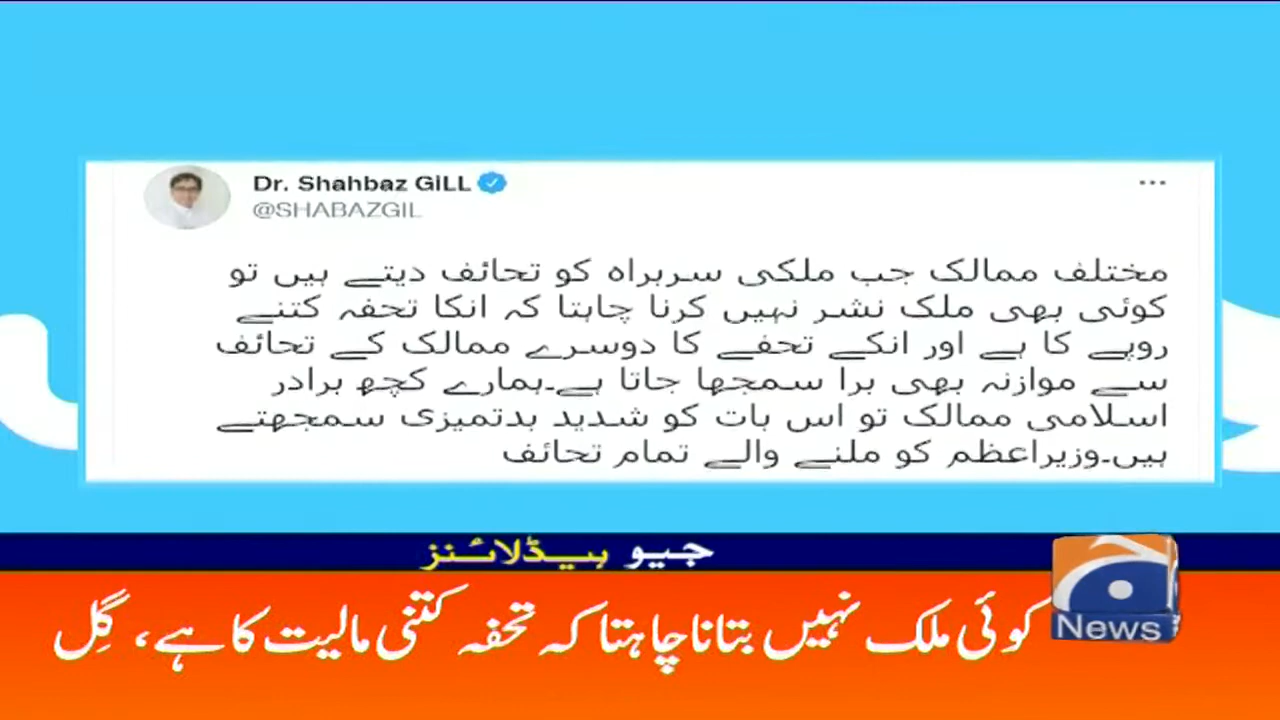 Dr. Shahbaz GiLL
@SHABAZGIL
مختلف ممالک جب ملکی سربراہ کو تحائف دیتے ہیں تو
کوئی بھی ملک نشر نہیں کرنا چاہتا کہ انکا تحفہ کتنے
روپے کا ہے اور انکے تحفے کا دوسرے ممالک کے تحائف
سے موازنہ بھی برا سمجھا جاتا ہے۔ہمارے کچھ برادر
اسلامی ممالک تو اس بات کو شدید بدتمیزی سمجھتے
ہیں۔وزیراعظم کو ملنے والے تمام تحائف
جیو ہیڈلائنز
کوئی ملک نہیں بتانا چاہتا کہ تحفہ کتنی مالیت کا ہے، گِل
News